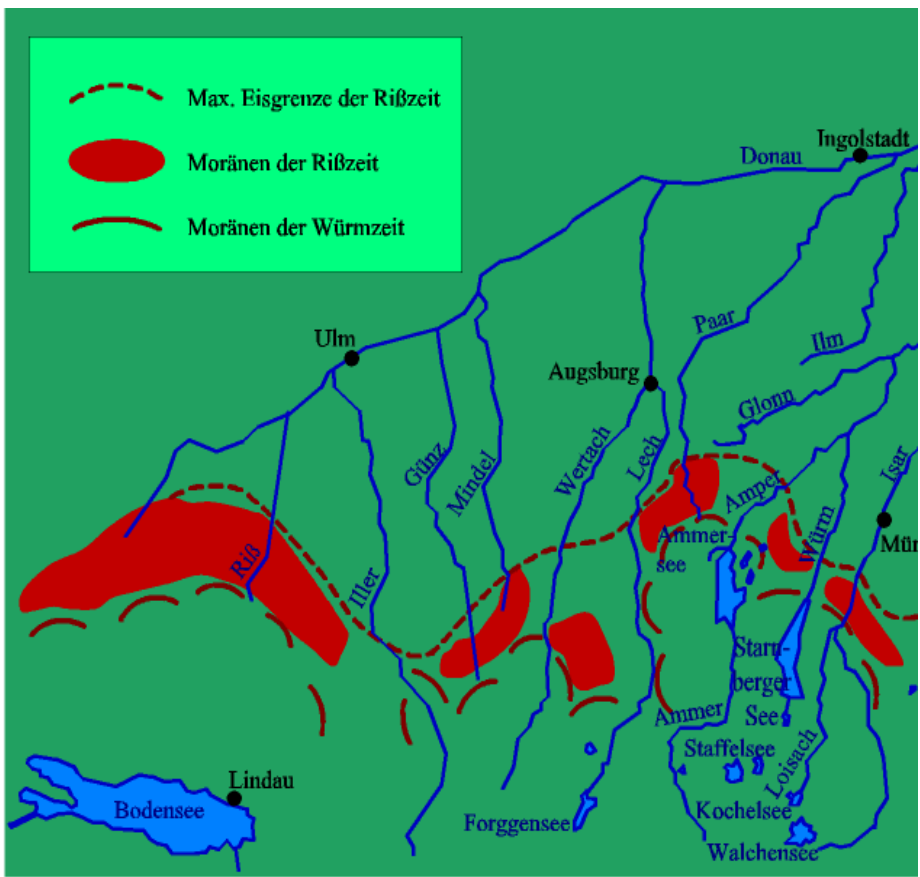 Max. Eisgrenze der Rißzeit
Moränen der Rißzeit
Moränen der Würmzeit
Ingolstadt
Donau
Ulm
Paar
Ilm
Augsburg
Glonn
Günz
Mindel
Wertach
Lech
Isar
Amper
Würm
Riß
Iller
Ammer-
see
Mün
Starn-
berger
See
Ammer
Staffelsee
Loisach
Lindau
Bodensee
Forggensee
Kochelsee
Walchensee